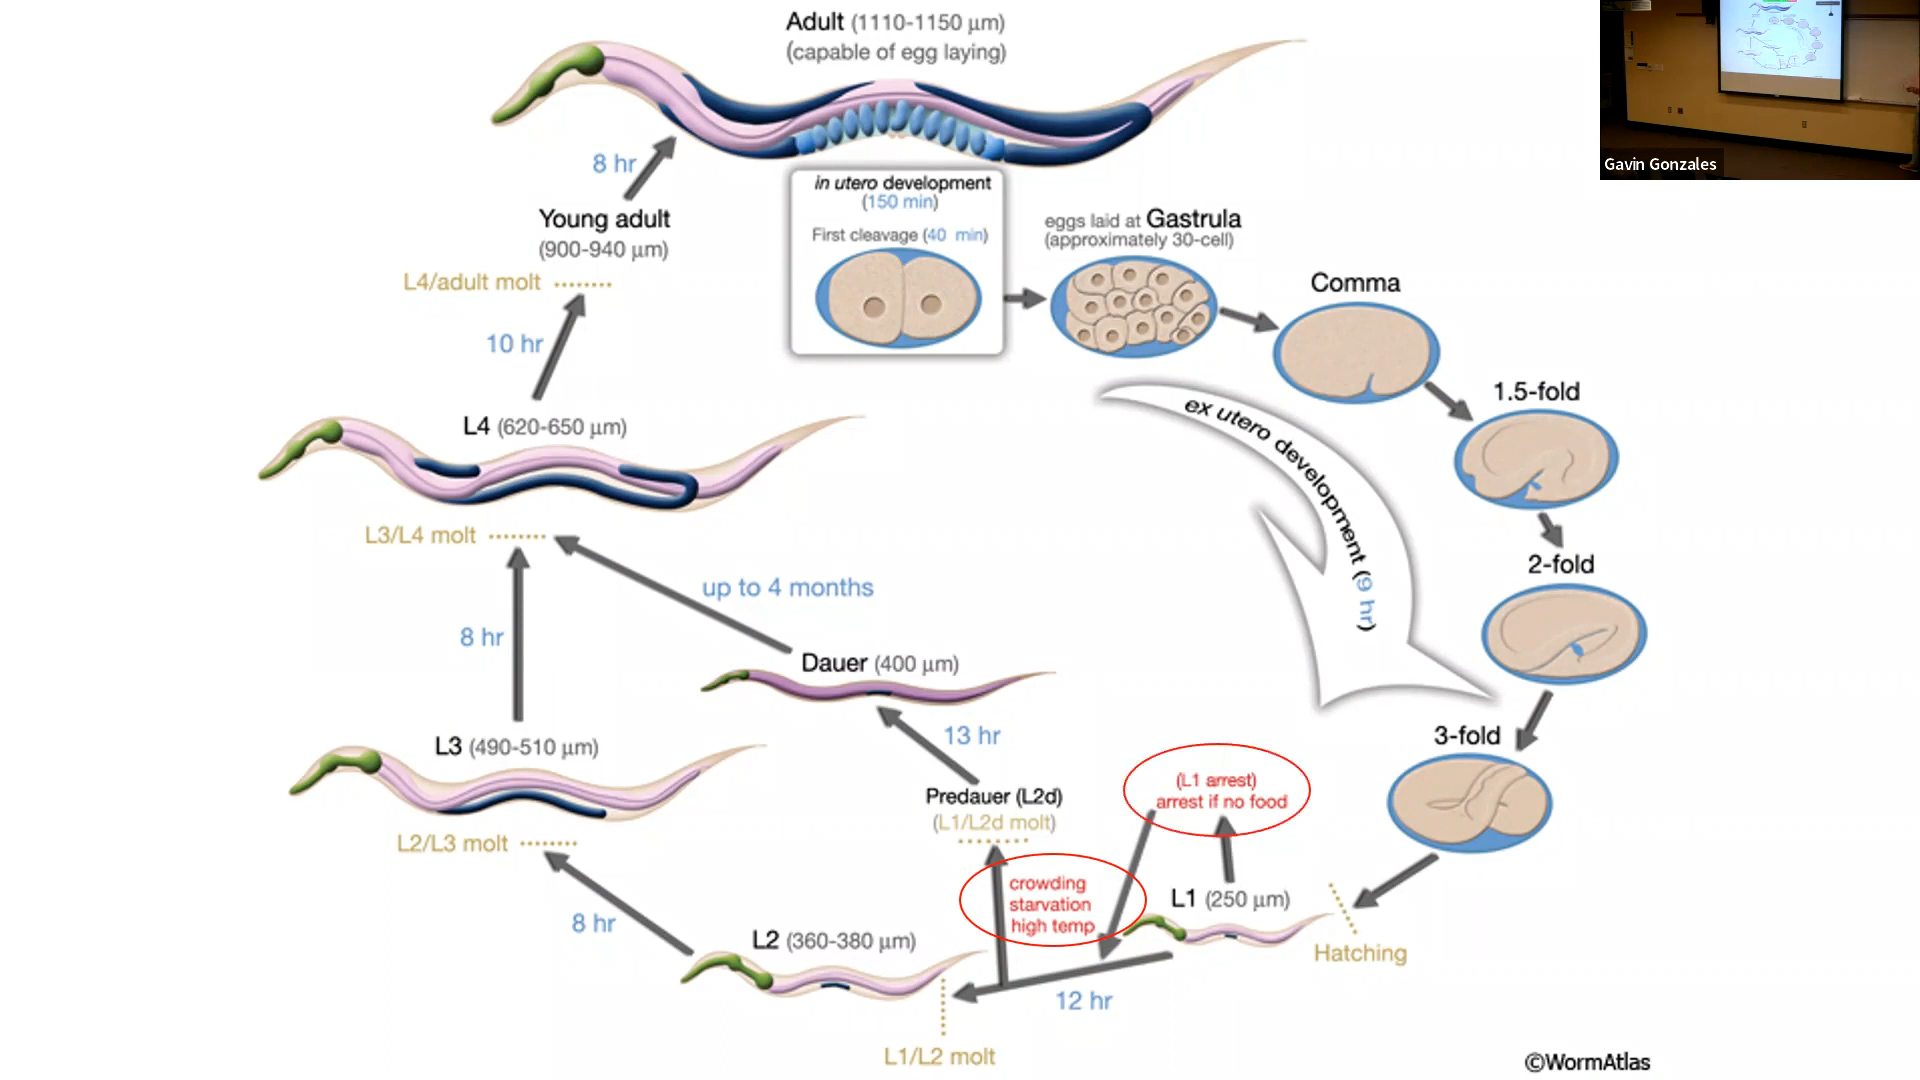 Adult (1110-1150 µm)
(capable of egg laying)
8 hr
Young adult
(900-940 µm)
L4/adult molt
10 hr
in utero development
(150 min)
First cleavage (40 min)
eggs laid at Gastrula
(approximately 30-cell)
Comma
1.5-fold
2-fold
3-fold
ex utero development (9 hr)
L4 (620-650 µm)
L3/L4 molt
up to 4 months
8 hr
Dauer (400 µm)
13 hr
L3 (490-510 µm)
Predauer (L2d)
(L1/L2d molt)
(L1 arrest)
arrest if no food
L2/L3 molt
crowding
starvation
high temp
L1 (250 µm)
Hatching
8 hr
L2 (360-380 µm)
12 hr
L1/L2 molt
©WormAtlas
Gavin Gonzales